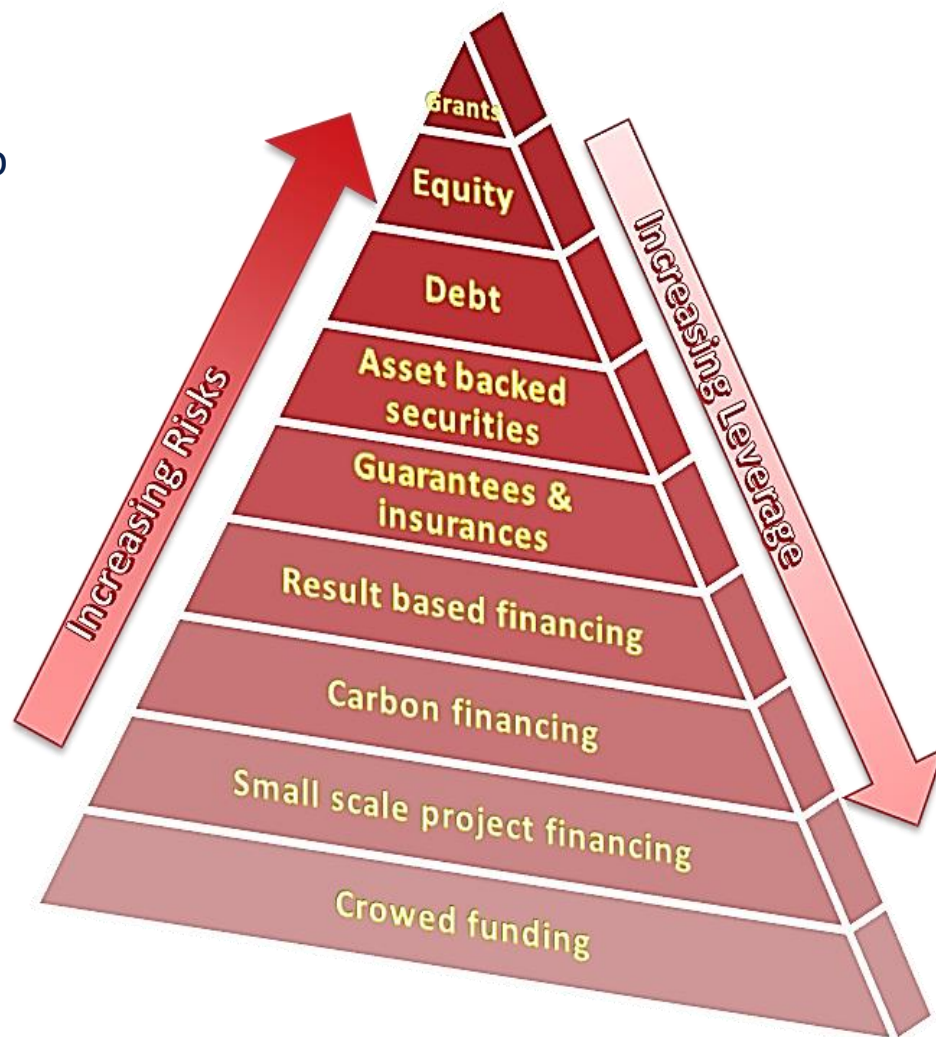 Grants
Equity
Debt
Asset backed
securities
Guarantees &
insurances
Result based financing
Carbon financing
Small scale project financing
Crowed funding
Increasing Risks
Increasing Leverage